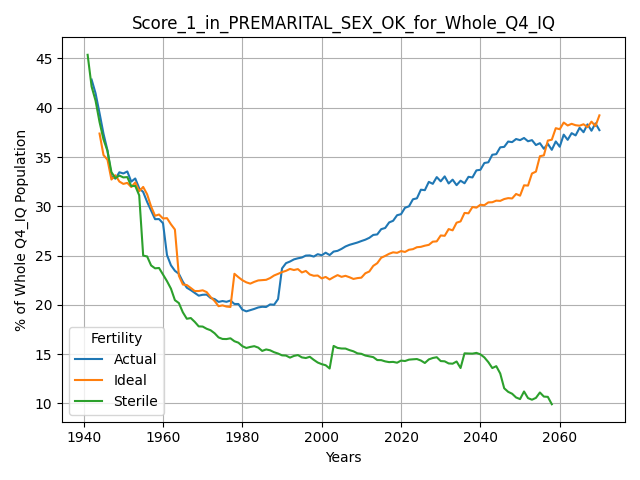 Score_1_in_PREMARITAL_SEX_OK_for_Whole_Q4_IQ
% of Whole Q4_IQ Population
45
40
35
30
25
20
15
10
Fertility
Actual
Ideal
Sterile
1940 1960 1980 2000 2020 2040 2060
Years